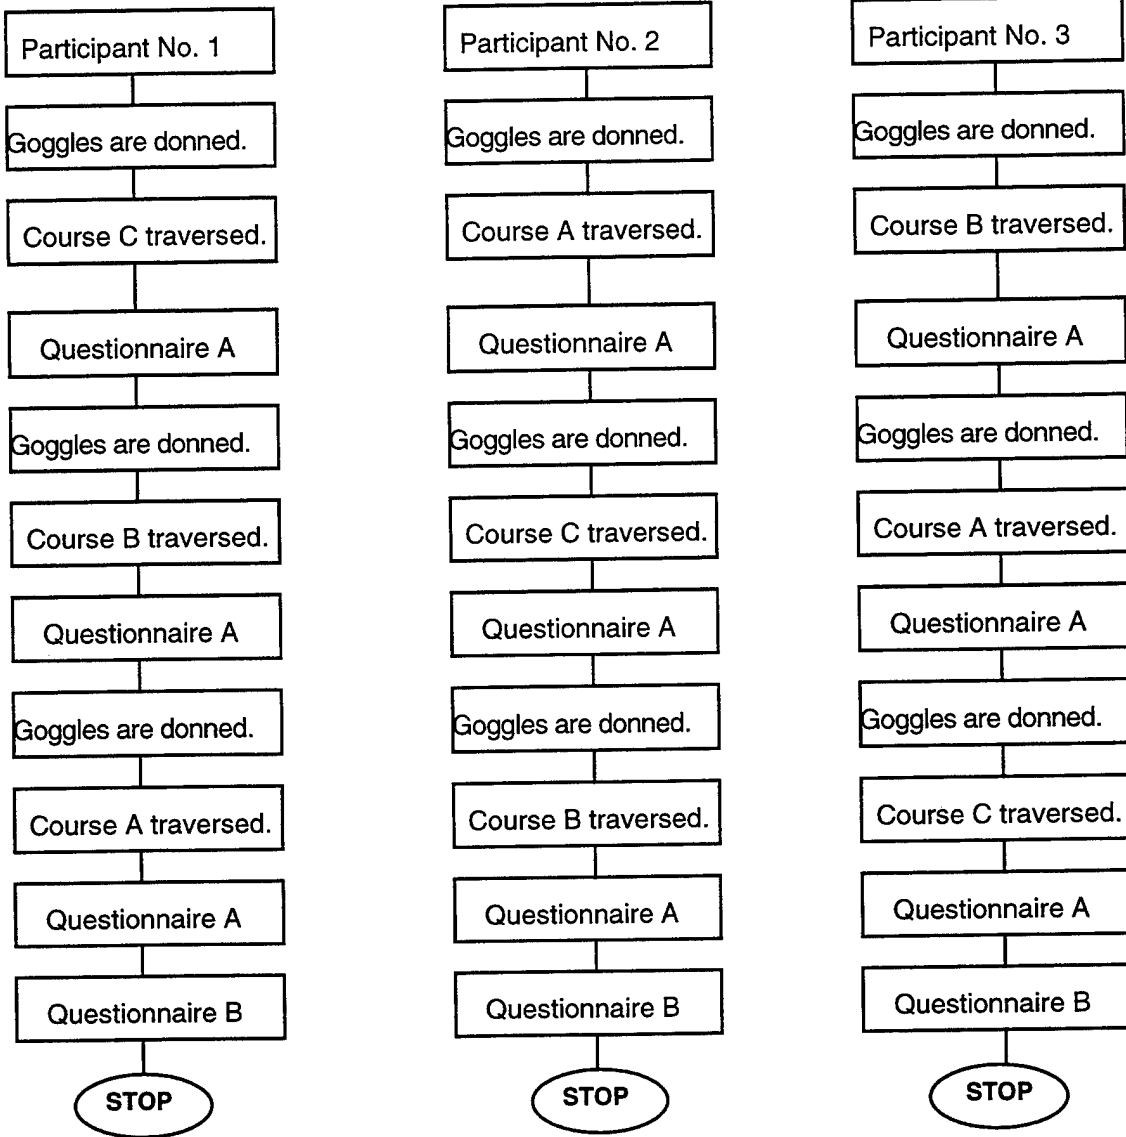 Participant No. 1
Goggles are donned.
Course C traversed.
Questionnaire A
Goggles are donned.
Course B traversed.
Questionnaire A
Goggles are donned.
Course A traversed.
Questionnaire A
Questionnaire B
STOP
Participant No. 2
Goggles are donned.
Course A traversed.
Questionnaire A
Goggles are donned.
Course C traversed.
Questionnaire A
Goggles are donned.
Course B traversed.
Questionnaire A
Questionnaire B
STOP
Participant No. 3
Goggles are donned.
Course B traversed.
Questionnaire A
Goggles are donned.
Course A traversed.
Questionnaire A
Goggles are donned.
Course C traversed.
Questionnaire A
Questionnaire B
STOP